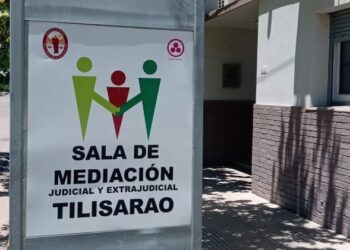 SALA DE
MEDIACIÓN
JUDICIAL Y EXTRAJUDICIAL
TILISARAO